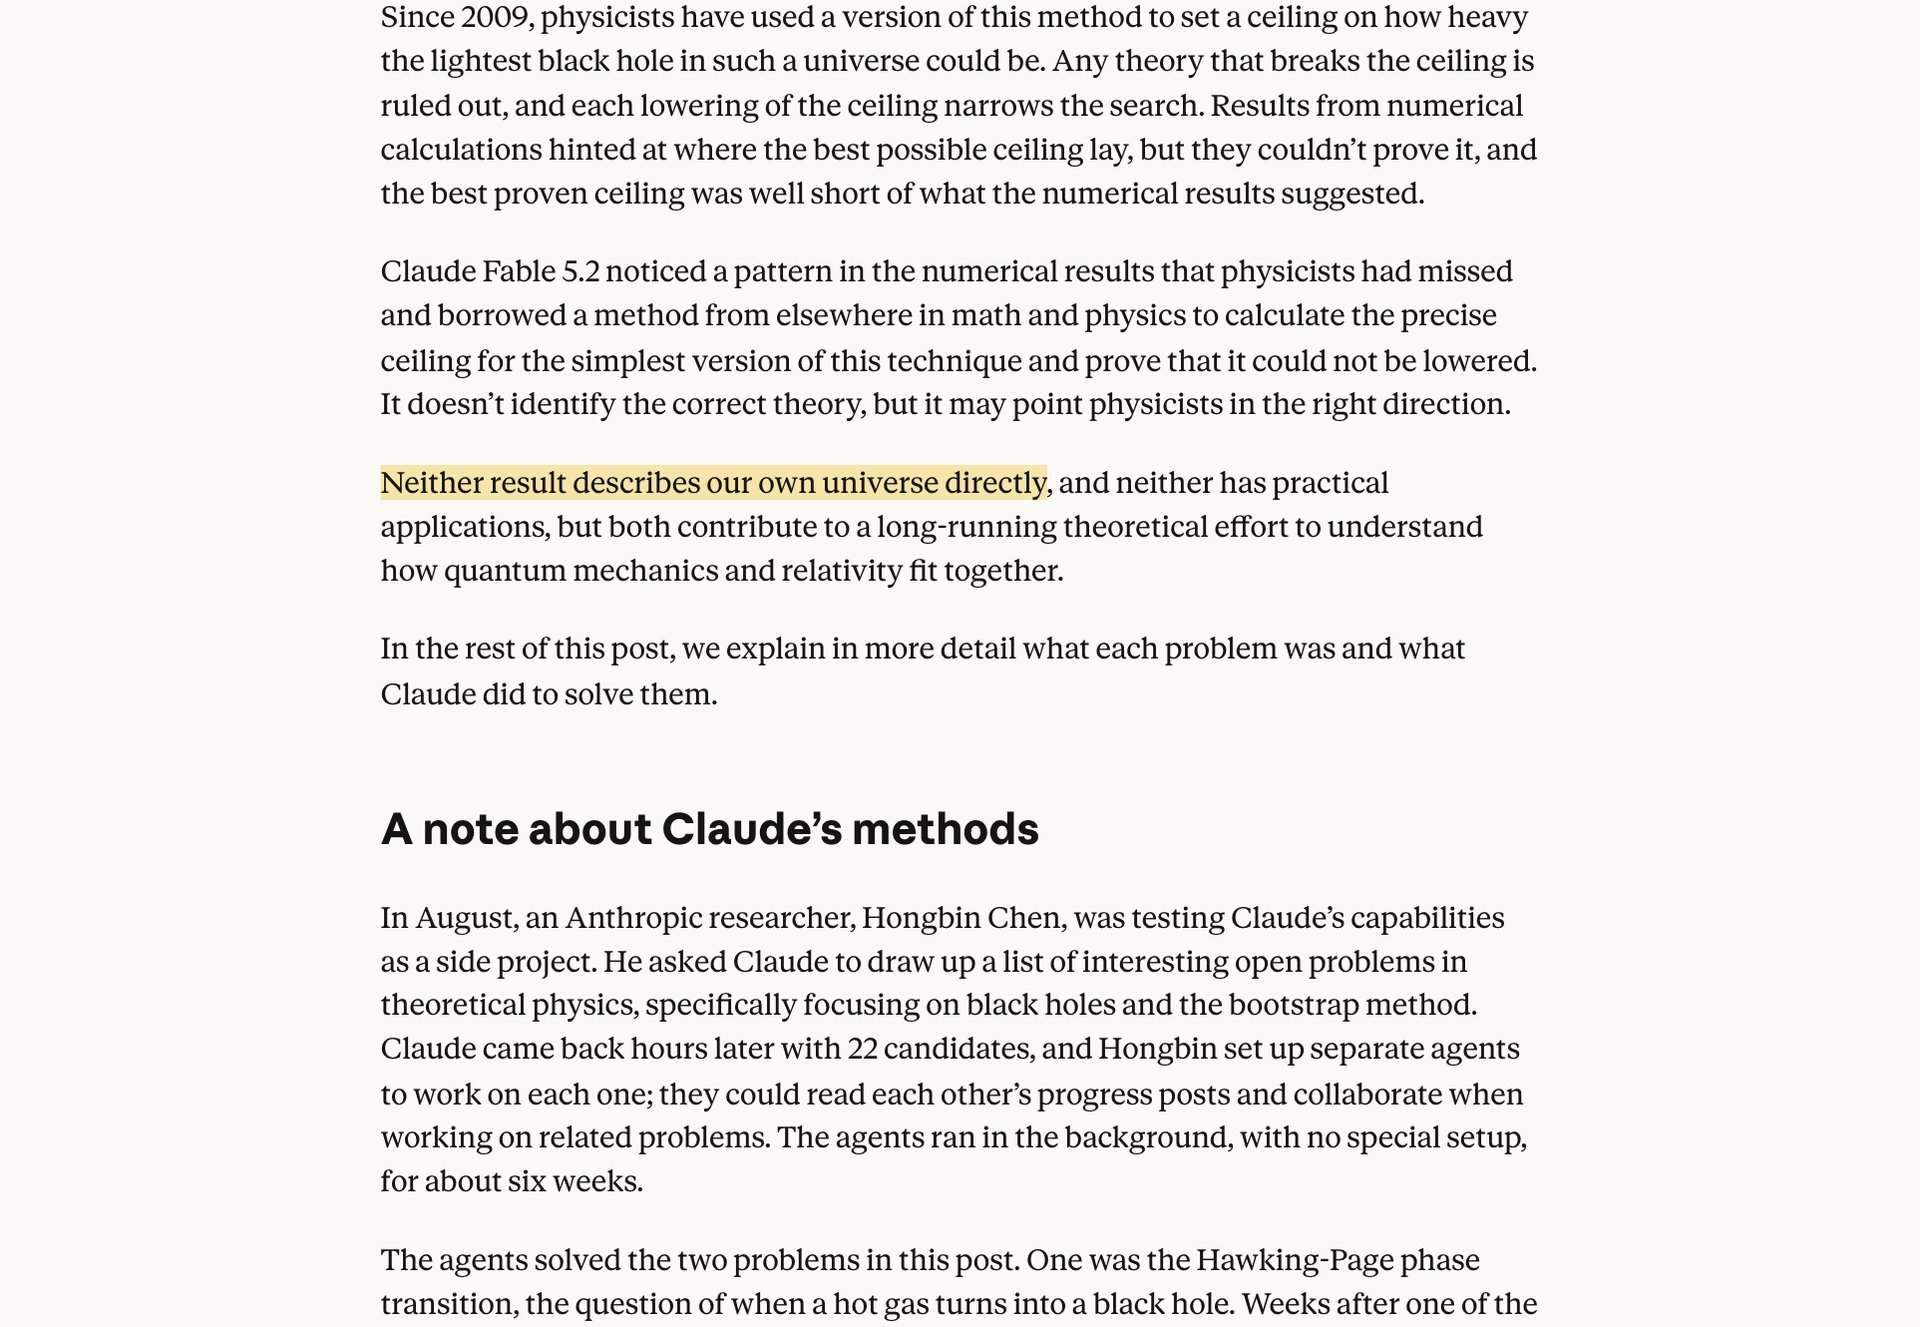 Since 2009, physicists have used a version of this method to set a ceiling on how heavy
the lightest black hole in such a universe could be. Any theory that breaks the ceiling is
ruled out, and each lowering of the ceiling narrows the search. Results from numerical
calculations hinted at where the best possible ceiling lay, but they couldn’t prove it, and
the best proven ceiling was well short of what the numerical results suggested.
Claude Fable 5.2 noticed a pattern in the numerical results that physicists had missed
and borrowed a method from elsewhere in math and physics to calculate the precise
ceiling for the simplest version of this technique and prove that it could not be lowered.
It doesn’t identify the correct theory, but it may point physicists in the right direction.
Neither result describes our own universe directly, and neither has practical
applications, but both contribute to a long-running theoretical effort to understand
how quantum mechanics and relativity fit together.
In the rest of this post, we explain in more detail what each problem was and what
Claude did to solve them.
A note about Claude’s methods
In August, an Anthropic researcher, Hongbin Chen, was testing Claude’s capabilities
as a side project. He asked Claude to draw up a list of interesting open problems in
theoretical physics, specifically focusing on black holes and the bootstrap method.
Claude came back hours later with 22 candidates, and Hongbin set up separate agents
to work on each one; they could read each other’s progress posts and collaborate when
working on related problems. The agents ran in the background, with no special setup,
for about six weeks.
The agents solved the two problems in this post. One was the Hawking-Page phase
transition, the question of when a hot gas turns into a black hole. Weeks after one of the